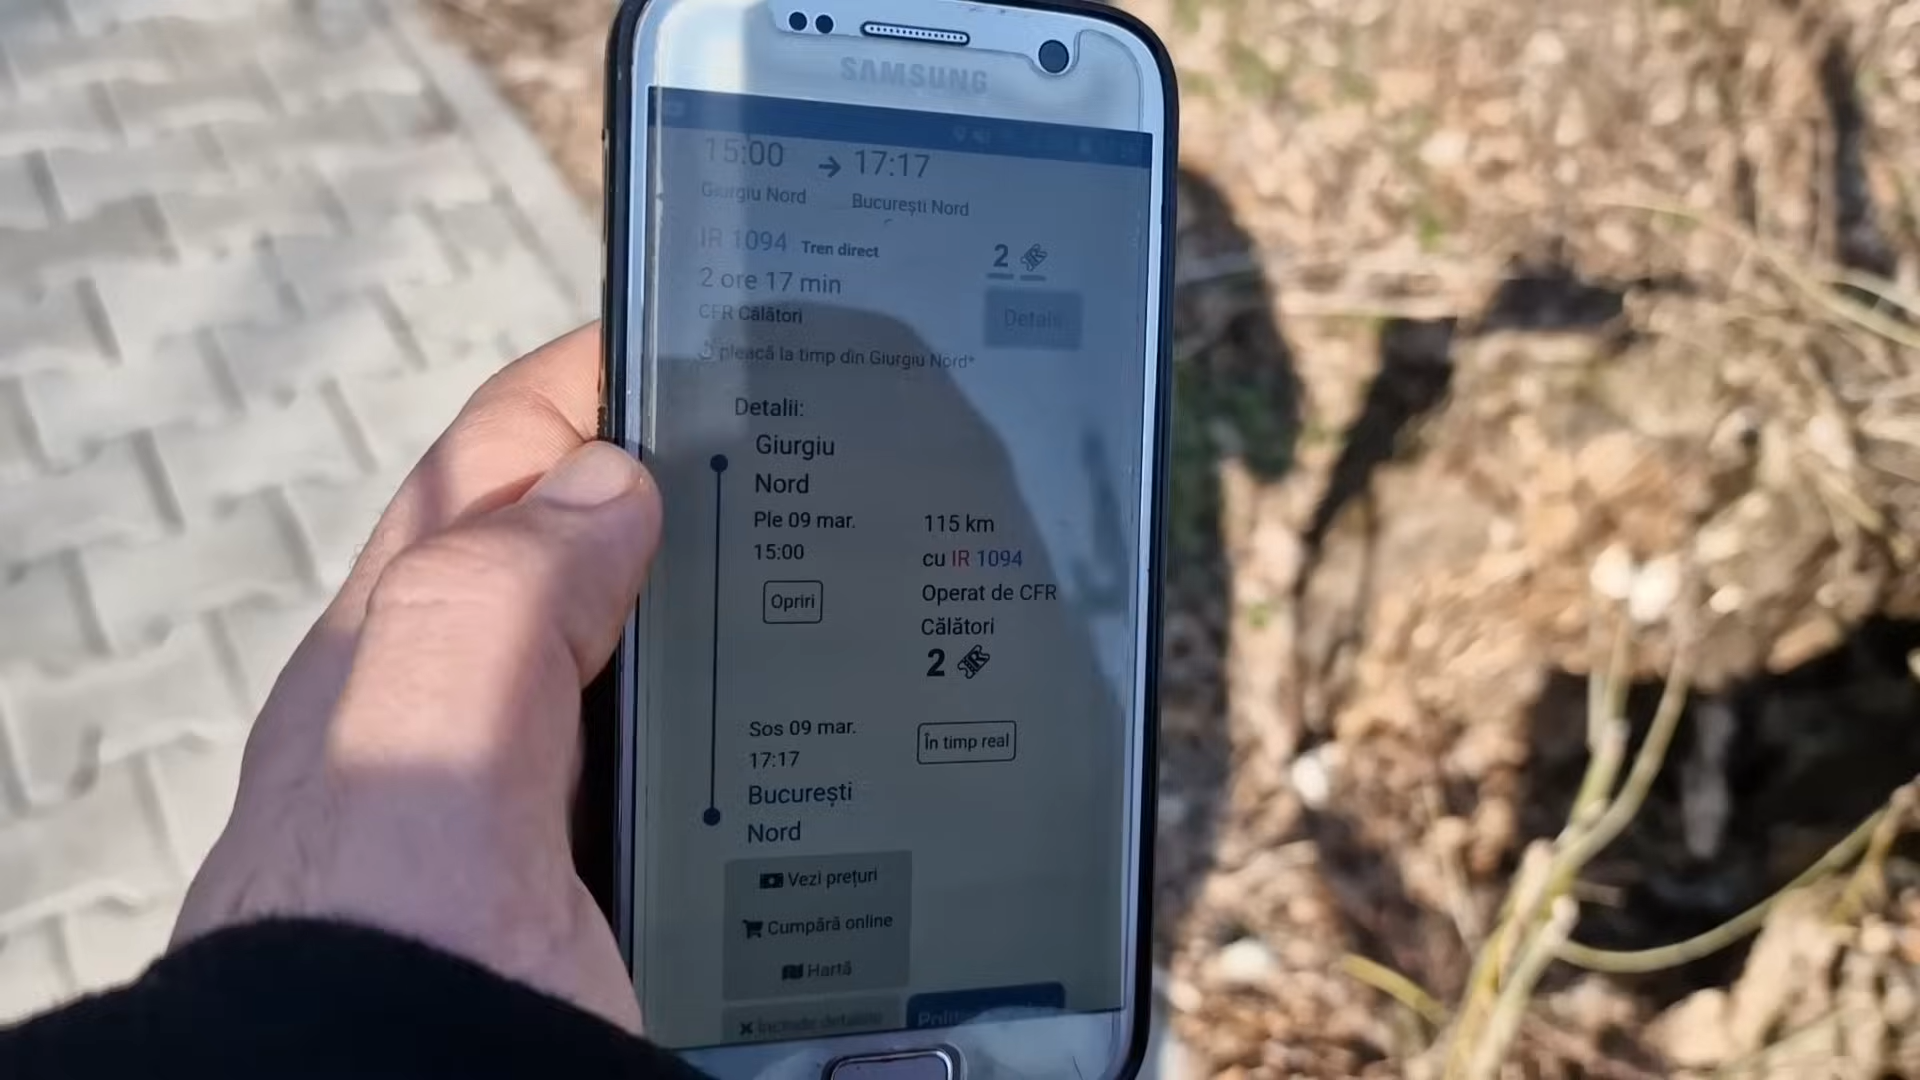 SAMSUNG
15:00 → 17:17
Giurgiu Nord București Nord
IR 1094 Tren direct 2
2 ore 17 min
CFR Călători Detalii
pleacă la timp din Giurgiu Nord*
Detalii:
Giurgiu
Nord
Ple 09 mar. 115 km
15:00 cu IR 1094
Opriri Operat de CFR
Călători
2
Sos 09 mar. În timp real
17:17
București
Nord
Vezi prețuri
Cumpără online
Hartă
Închide detaliile